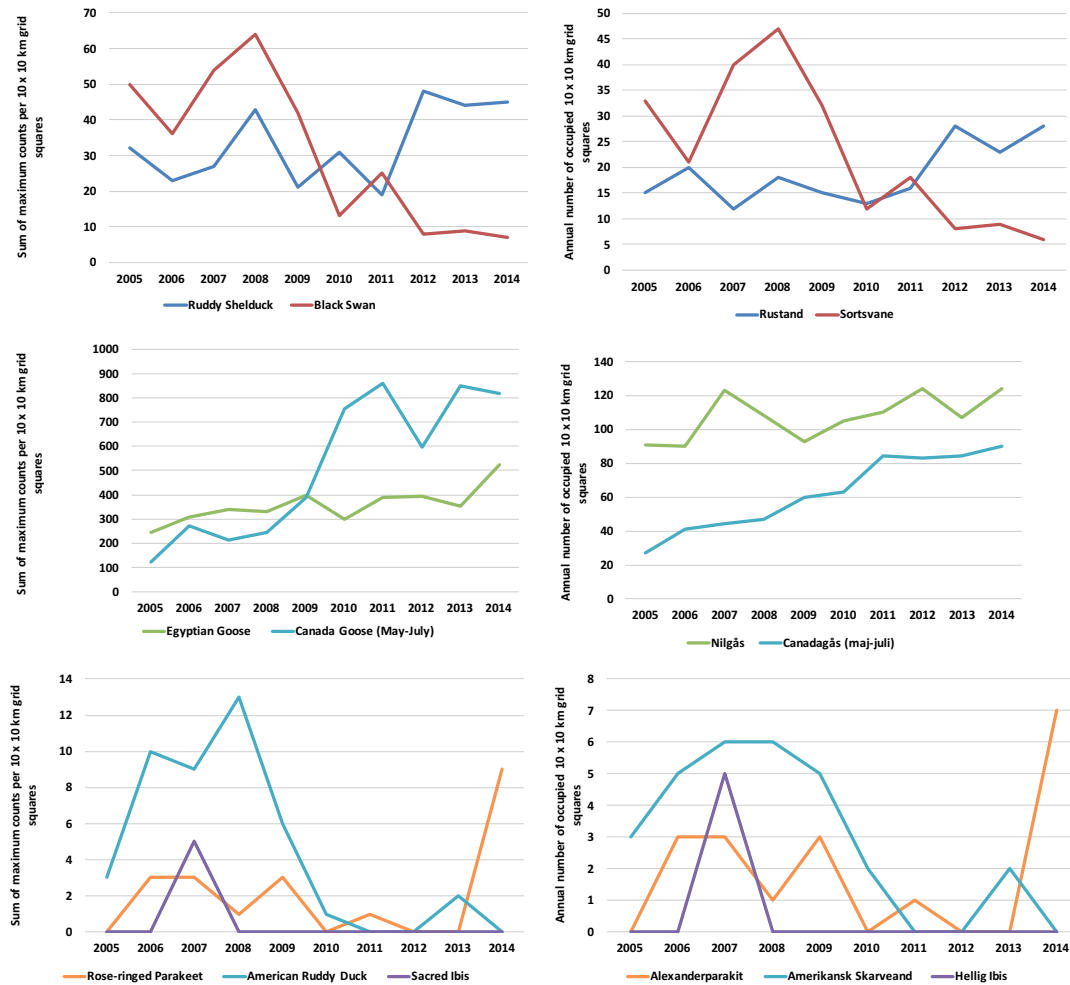 Sum of maximum counts per 10 x 10 km grid
squares
70
60
50
40
30
20
10
0
2005 2006 2007 2008 2009 2010 2011 2012 2013 2014
Ruddy Shelduck Black Swan
Annual number of occupied 10 x 10 km grid
squares
50
45
40
35
30
25
20
15
10
5
0
2005 2006 2007 2008 2009 2010 2011 2012 2013 2014
Rustand Sortsvane
Sum of maximum counts per 10 x 10 km grid
squares
1000
900
800
700
600
500
400
300
200
100
0
2005 2006 2007 2008 2009 2010 2011 2012 2013 2014
Egyptian Goose Canada Goose (May-July)
Annual number of occupied 10 x 10 km grid
squares
140
120
100
80
60
40
20
0
2005 2006 2007 2008 2009 2010 2011 2012 2013 2014
Nilgås Canadagås (maj-juli)
Sum of maximum counts per 10 x 10 km grid
squares
14
12
10
8
6
4
2
0
2005 2006 2007 2008 2009 2010 2011 2012 2013 2014
Rose-ringed Parakeet American Ruddy Duck Sacred Ibis
Annual number of occupied 10 x 10 km grid
squares
8
7
6
5
4
3
2
1
0
2005 2006 2007 2008 2009 2010 2011 2012 2013 2014
Alexanderparakit Amerikansk Skarveand Hellig Ibis